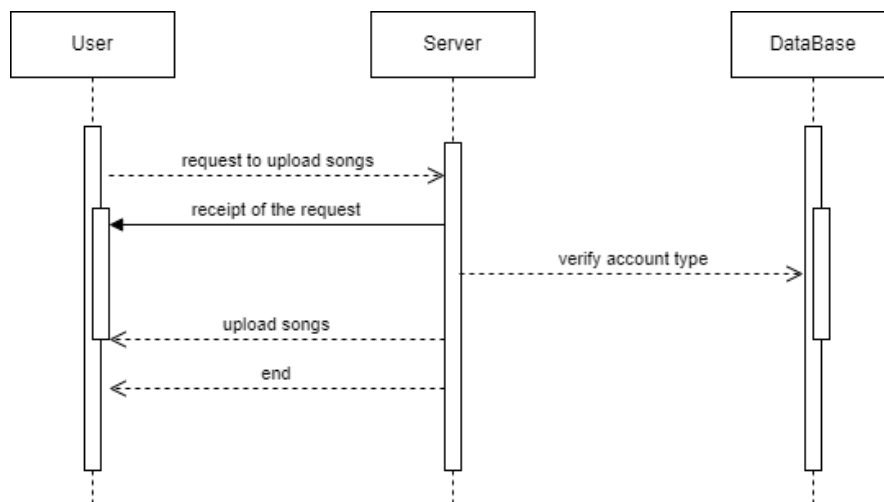 User
Server
DataBase
request to upload songs
receipt of the request
verify account type
upload songs
end